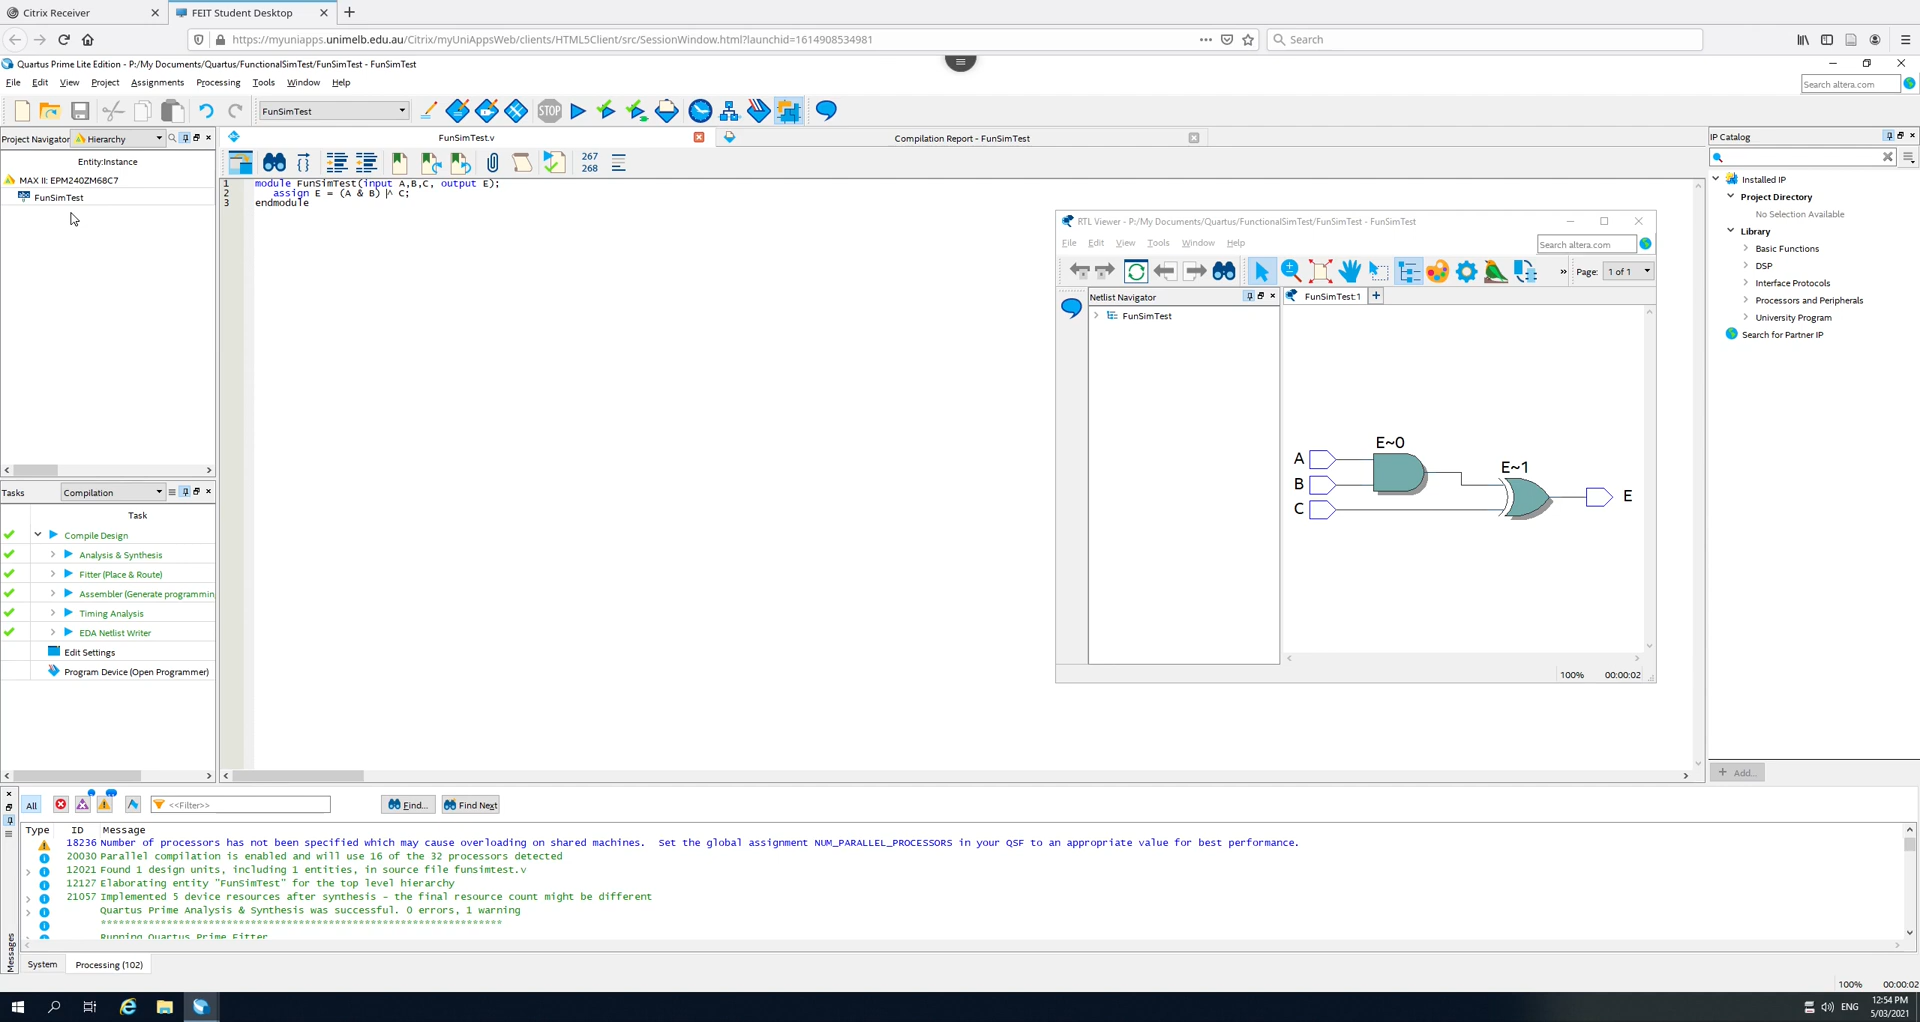 Citrix Receiver
FEIT Student Desktop
https://myuniapps.unimelb.edu.au/Citrix/myUniAppsWeb/clients/HTML5Client/src/SessionWindow.html?launchid=1614908534981
Search
Quartus Prime Lite Edition - P:/My Documents/Quartus/FunctionalSimTest/FunSimTest - FunSimTest
File Edit View Project Assignments Processing Tools Window Help
Search altera.com
FunSimTest
STOP
Project Navigator Hierarchy
FunSimTest.v
Compilation Report - FunSimTest
IP Catalog
Entity:Instance
MAX II: EPM240ZM68C7
FunSimTest
267
268
1 module FunSimTest(input A,B,C, output E);
2 assign E = (A & B) ^ C;
3 endmodule
Installed IP
Project Directory
No Selection Available
Library
Basic Functions
DSP
Interface Protocols
Processors and Peripherals
University Program
Search for Partner IP
Add...
RTL Viewer - P:/My Documents/Quartus/FunctionalSimTest/FunSimTest - FunSimTest
File Edit View Tools Window Help
Search altera.com
» Page: 1 of 1
Netlist Navigator
FunSimTest:1
FunSimTest
E~0
A
E~1
B
E
C
100% 00:00:02
Tasks Compilation
Task
Compile Design
Analysis & Synthesis
Fitter (Place & Route)
Assembler (Generate programmin
Timing Analysis
EDA Netlist Writer
Edit Settings
Program Device (Open Programmer)
All
<<Filter>>
Find...
Find Next
Type ID Message
18236 Number of processors has not been specified which may cause overloading on shared machines. Set the global assignment NUM_PARALLEL_PROCESSORS in your QSF to an appropriate value for best performance.
20030 Parallel compilation is enabled and will use 16 of the 32 processors detected
12021 Found 1 design units, including 1 entities, in source file funsimtest.v
12127 Elaborating entity "FunSimTest" for the top level hierarchy
21057 Implemented 5 device resources after synthesis - the final resource count might be different
Quartus Prime Analysis & Synthesis was successful. 0 errors, 1 warning
*******************************************************************
Running Quartus Prime Fitter
Messages
System
Processing (102)
100% 00:00:02
ENG
12:54 PM
5/03/2021